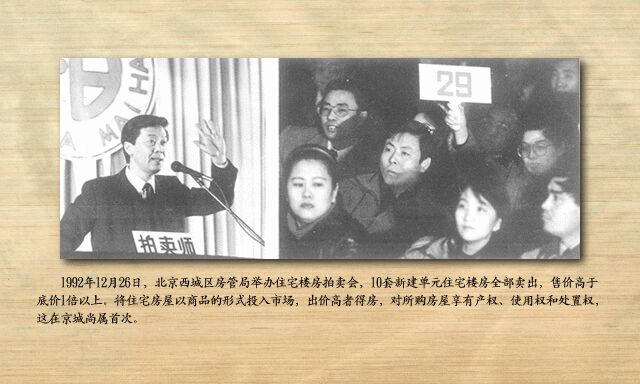 A MAI HA
29
拍卖师
1992年12月26日，北京西城区房管局举办住宅楼房拍卖会，10套新建单元住宅楼房全部卖出，售价高于
底价1倍以上。将住宅房屋以商品的形式投入市场，出价高者得房，对所购房屋享有产权、使用权和处置权，
这在京城尚属首次。